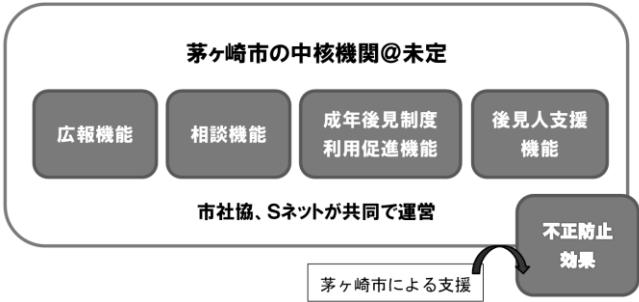 茅ヶ崎市の中核機関＠未定
広報機能
相談機能
成年後見制度
利用促進機能
後見人支援
機能
市社協、Sネットが共同で運営
不正防止
効果
茅ヶ崎市による支援